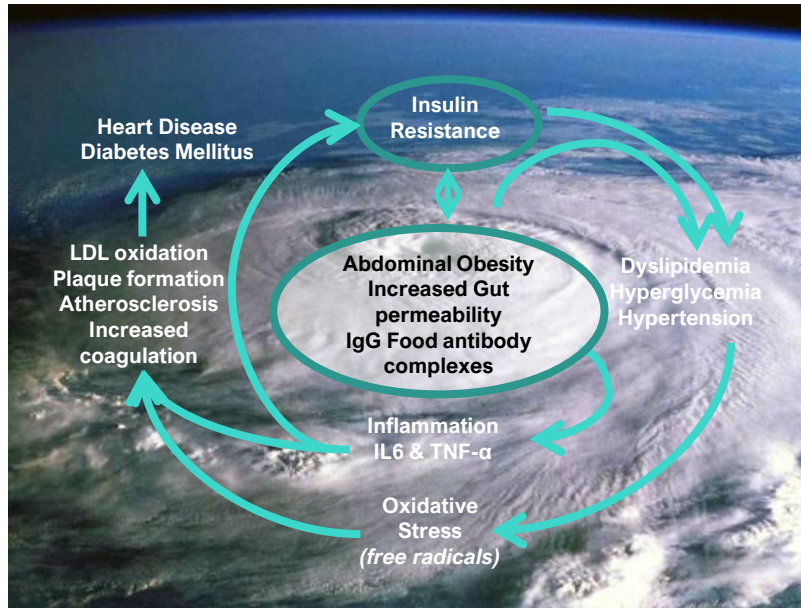 Insulin
Resistance
Heart Disease
Diabetes Mellitus
LDL oxidation
Plaque formation
Atherosclerosis
Increased
coagulation
Abdominal Obesity
Increased Gut
permeability
IgG Food antibody
complexes
Dyslipidemia
Hyperglycemia
Hypertension
Inflammation
IL6 & TNF-α
Oxidative
Stress
(free radicals)